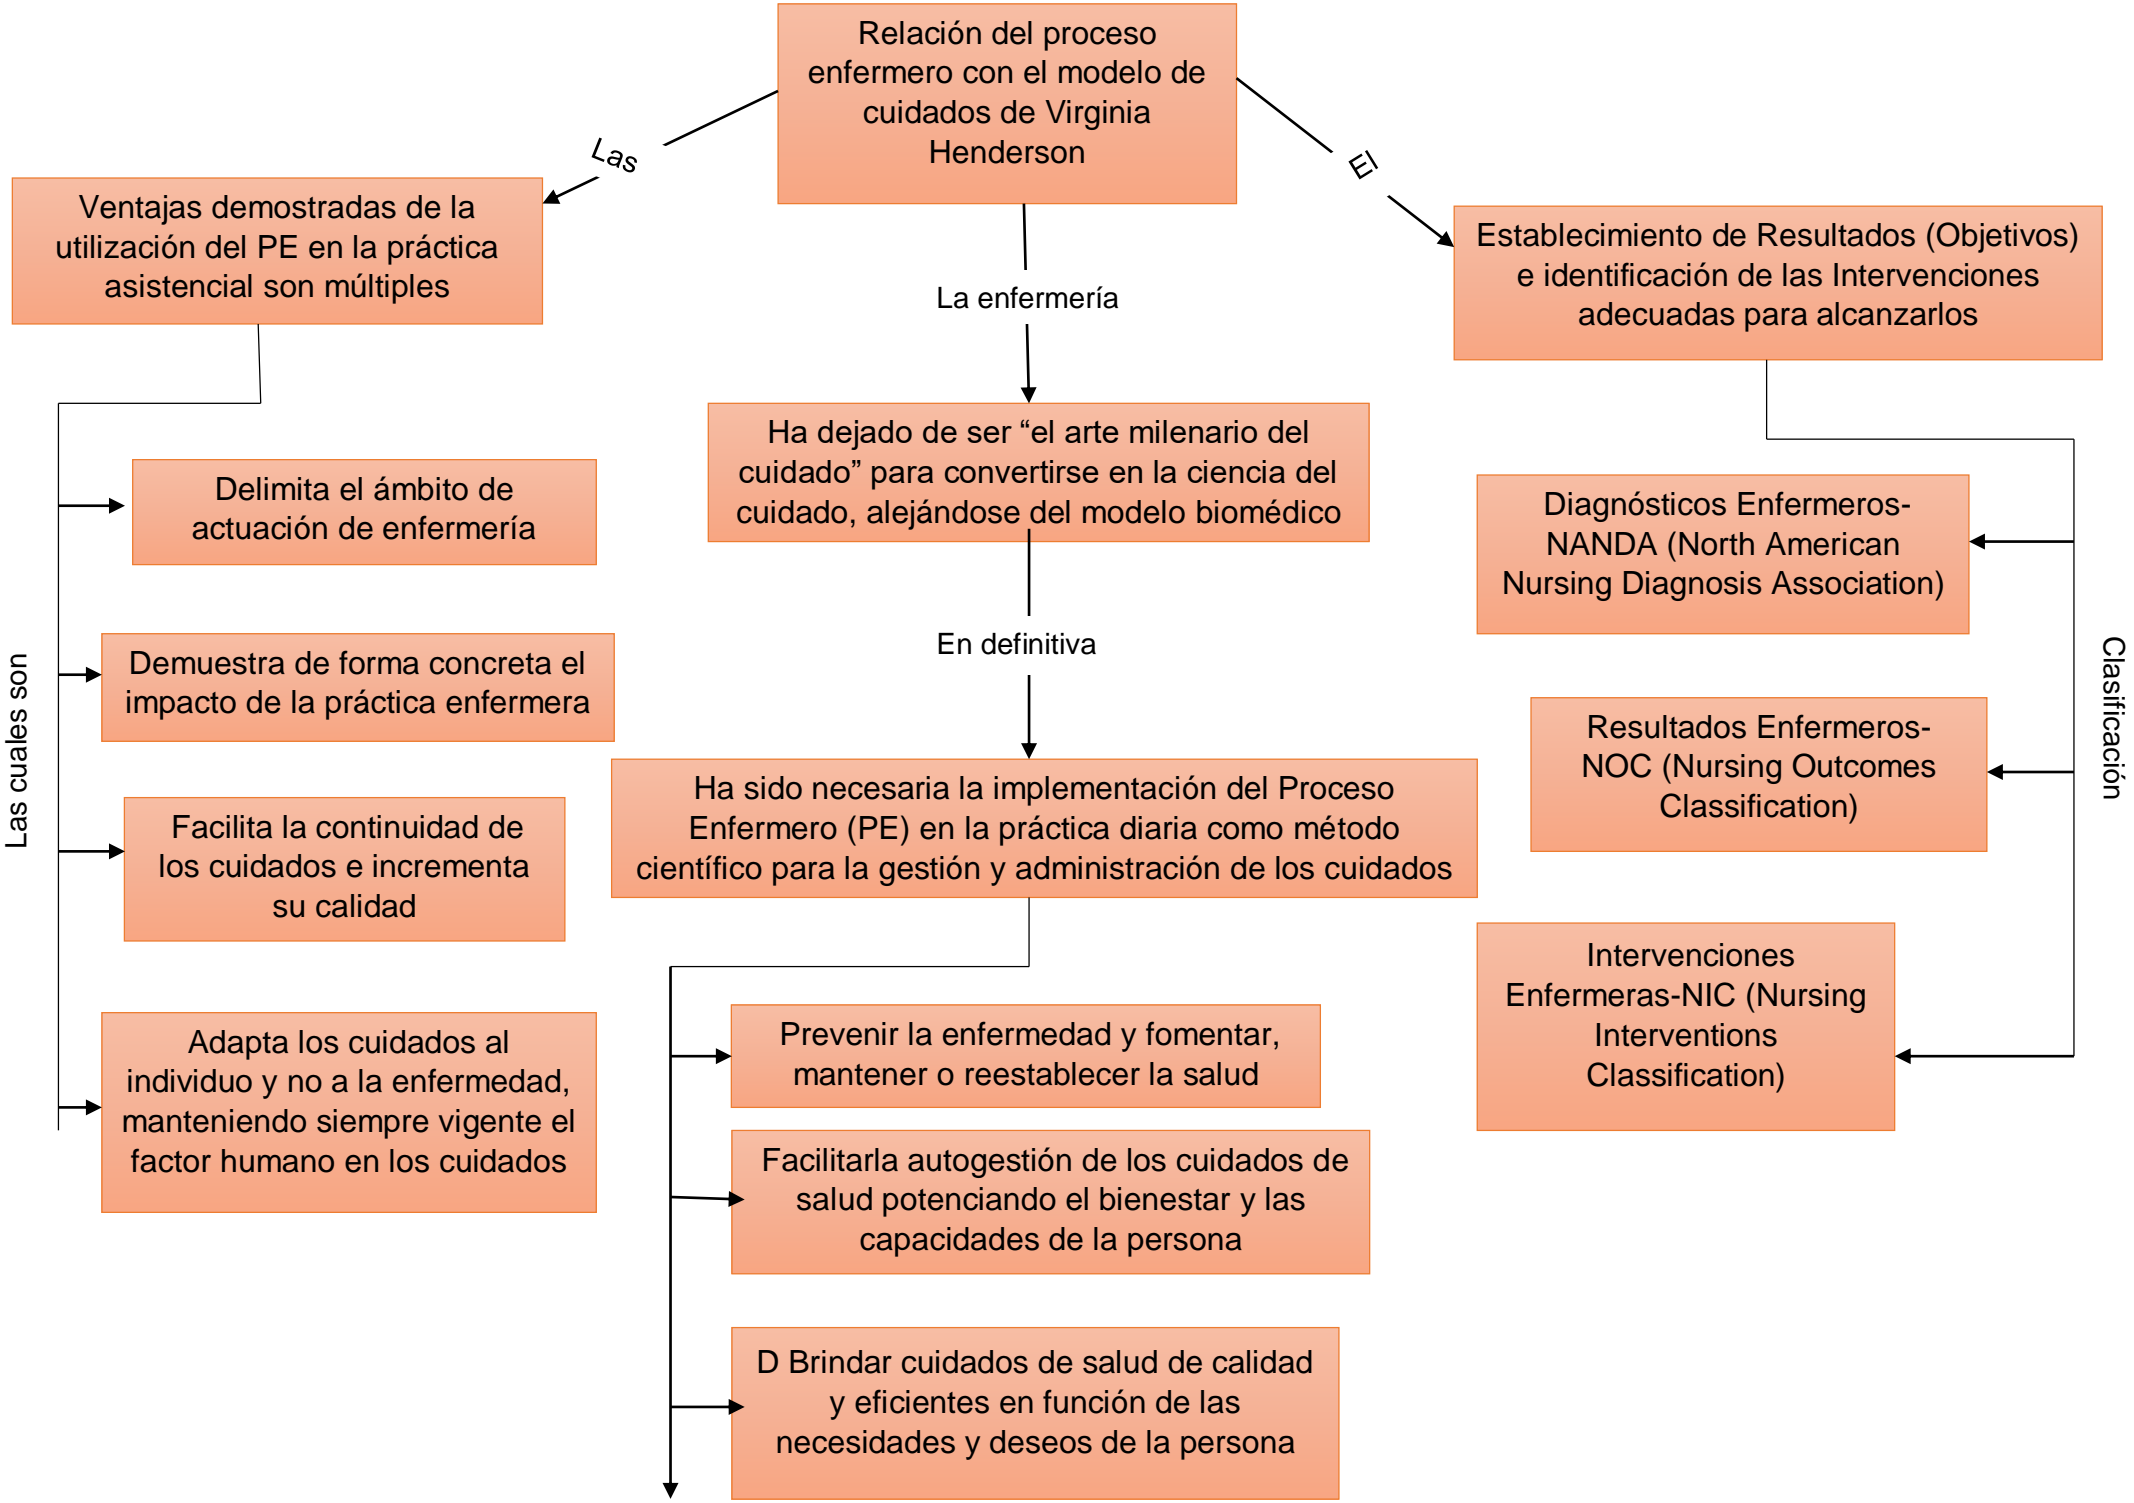 Relación del proceso
enfermero con el modelo de
cuidados de Virginia
Henderson
Las
Ventajas demostradas de la
utilización del PE en la práctica
asistencial son múltiples
Las cuales son
Delimita el ámbito de
actuación de enfermería
Demuestra de forma concreta el
impacto de la práctica enfermera
Facilita la continuidad de
los cuidados e incrementa
su calidad
Adapta los cuidados al
individuo y no a la enfermedad,
manteniendo siempre vigente el
factor humano en los cuidados
La enfermería
Ha dejado de ser “el arte milenario del
cuidado” para convertirse en la ciencia del
cuidado, alejándose del modelo biomédico
En definitiva
Ha sido necesaria la implementación del Proceso
Enfermero (PE) en la práctica diaria como método
científico para la gestión y administración de los cuidados
Prevenir la enfermedad y fomentar,
mantener o reestablecer la salud
Facilitarla autogestión de los cuidados de
salud potenciando el bienestar y las
capacidades de la persona
D Brindar cuidados de salud de calidad
y eficientes en función de las
necesidades y deseos de la persona
El
Establecimiento de Resultados (Objetivos)
e identificación de las Intervenciones
adecuadas para alcanzarlos
Clasificación
Diagnósticos Enfermeros-
NANDA (North American
Nursing Diagnosis Association)
Resultados Enfermeros-
NOC (Nursing Outcomes
Classification)
Intervenciones
Enfermeras-NIC (Nursing
Interventions
Classification)